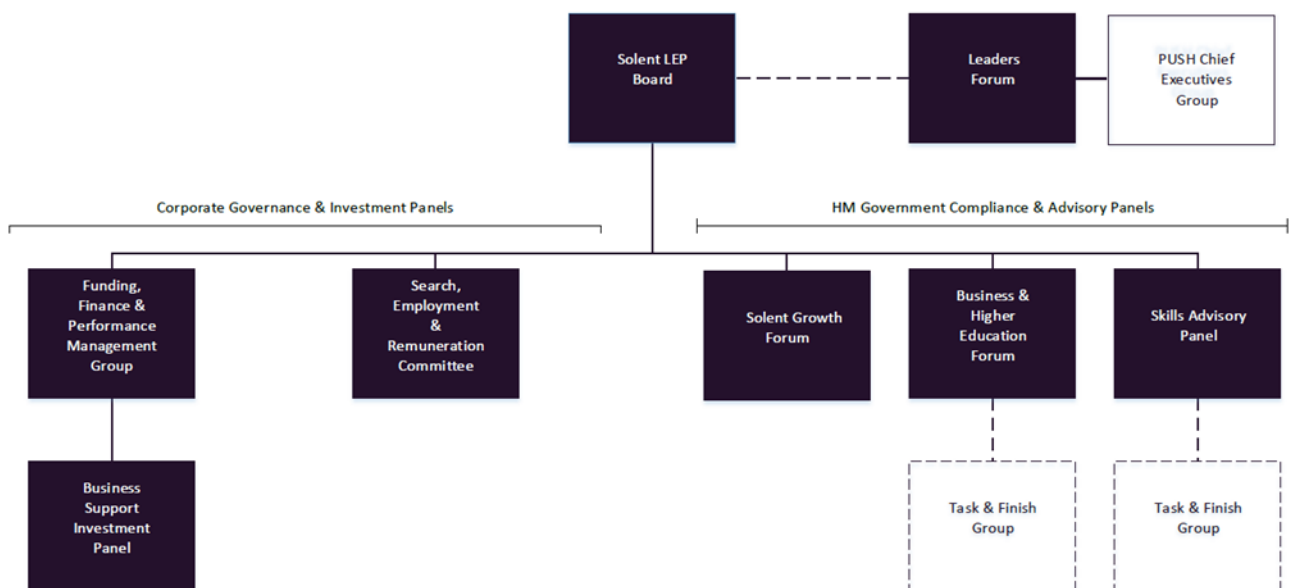 Solent LEP
Board
Leaders
Forum
PUSH Chief
Executives
Group
Corporate Governance & Investment Panels
HM Government Compliance & Advisory Panels
Funding,
Finance &
Performance
Management
Group
Search,
Employment
&
Remuneration
Committee
Solent Growth
Forum
Business &
Higher
Education
Forum
Skills Advisory
Panel
Business
Support
Investment
Panel
Task & Finish
Group
Task & Finish
Group